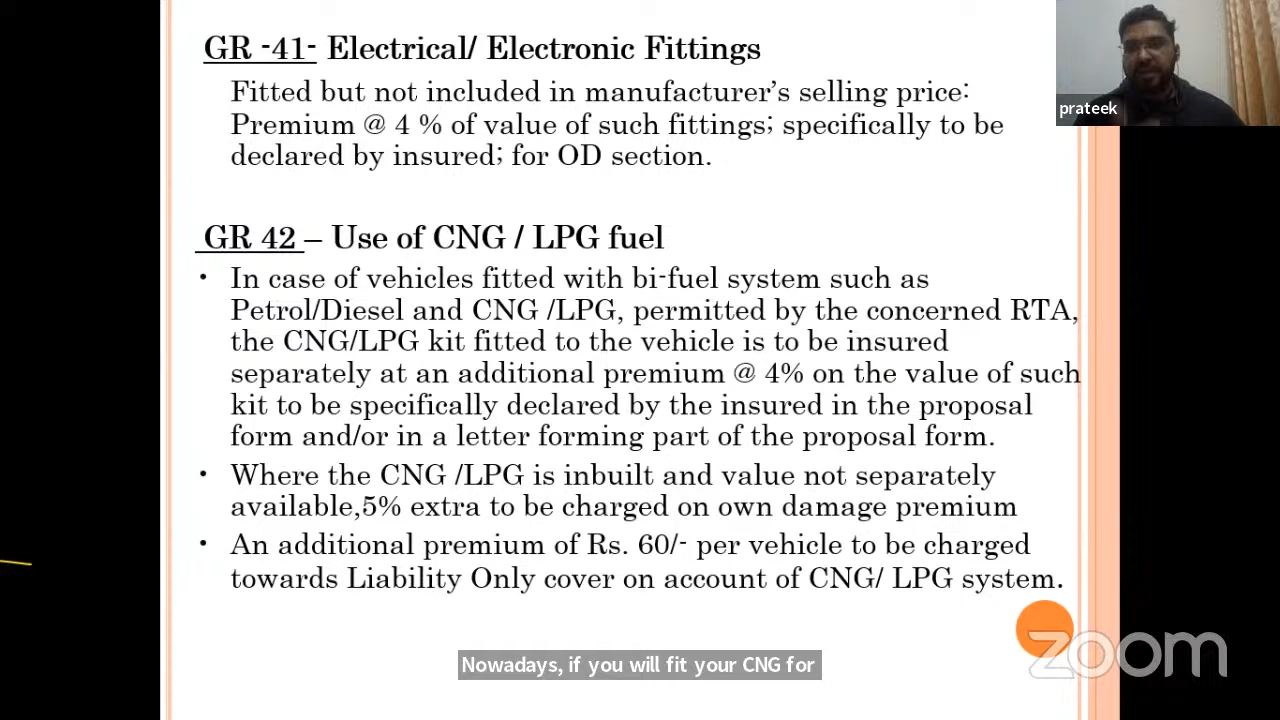 GR -41- Electrical/ Electronic Fittings
Fitted but not included in manufacturer's selling price:
Premium @ 4 % of value of such fittings; specifically to be
declared by insured; for OD section.
prateek
GR 42 – Use of CNG / LPG fuel
• In case of vehicles fitted with bi-fuel system such as
Petrol/Diesel and CNG /LPG, permitted by the concerned RTA,
the CNG/LPG kit fitted to the vehicle is to be insured
separately at an additional premium @ 4% on the value of such
kit to be specifically declared by the insured in the proposal
form and/or in a letter forming part of the proposal form.
• Where the CNG /LPG is inbuilt and value not separately
available,5% extra to be charged on own damage premium
• An additional premium of Rs. 60/- per vehicle to be charged
towards Liability Only cover on account of CNG/ LPG system.
zoom
Nowadays, if you will fit your CNG for